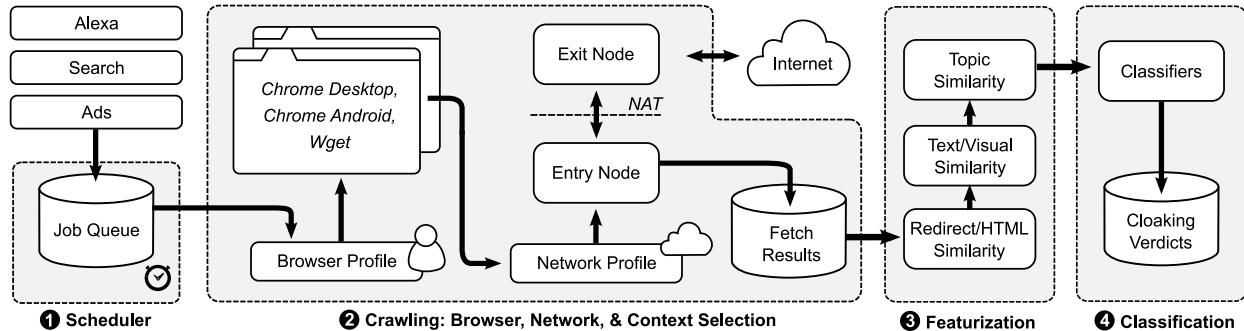 Alexa
Search
Ads
Job Queue
❶ Scheduler
Chrome Desktop,
Chrome Android,
Wget
Browser Profile
Exit Node
NAT
Entry Node
Network Profile
Internet
Fetch
Results
❷ Crawling: Browser, Network, & Context Selection
Topic
Similarity
Text/Visual
Similarity
Redirect/HTML
Similarity
❸ Featurization
Classifiers
Cloaking
Verdicts
❹ Classification